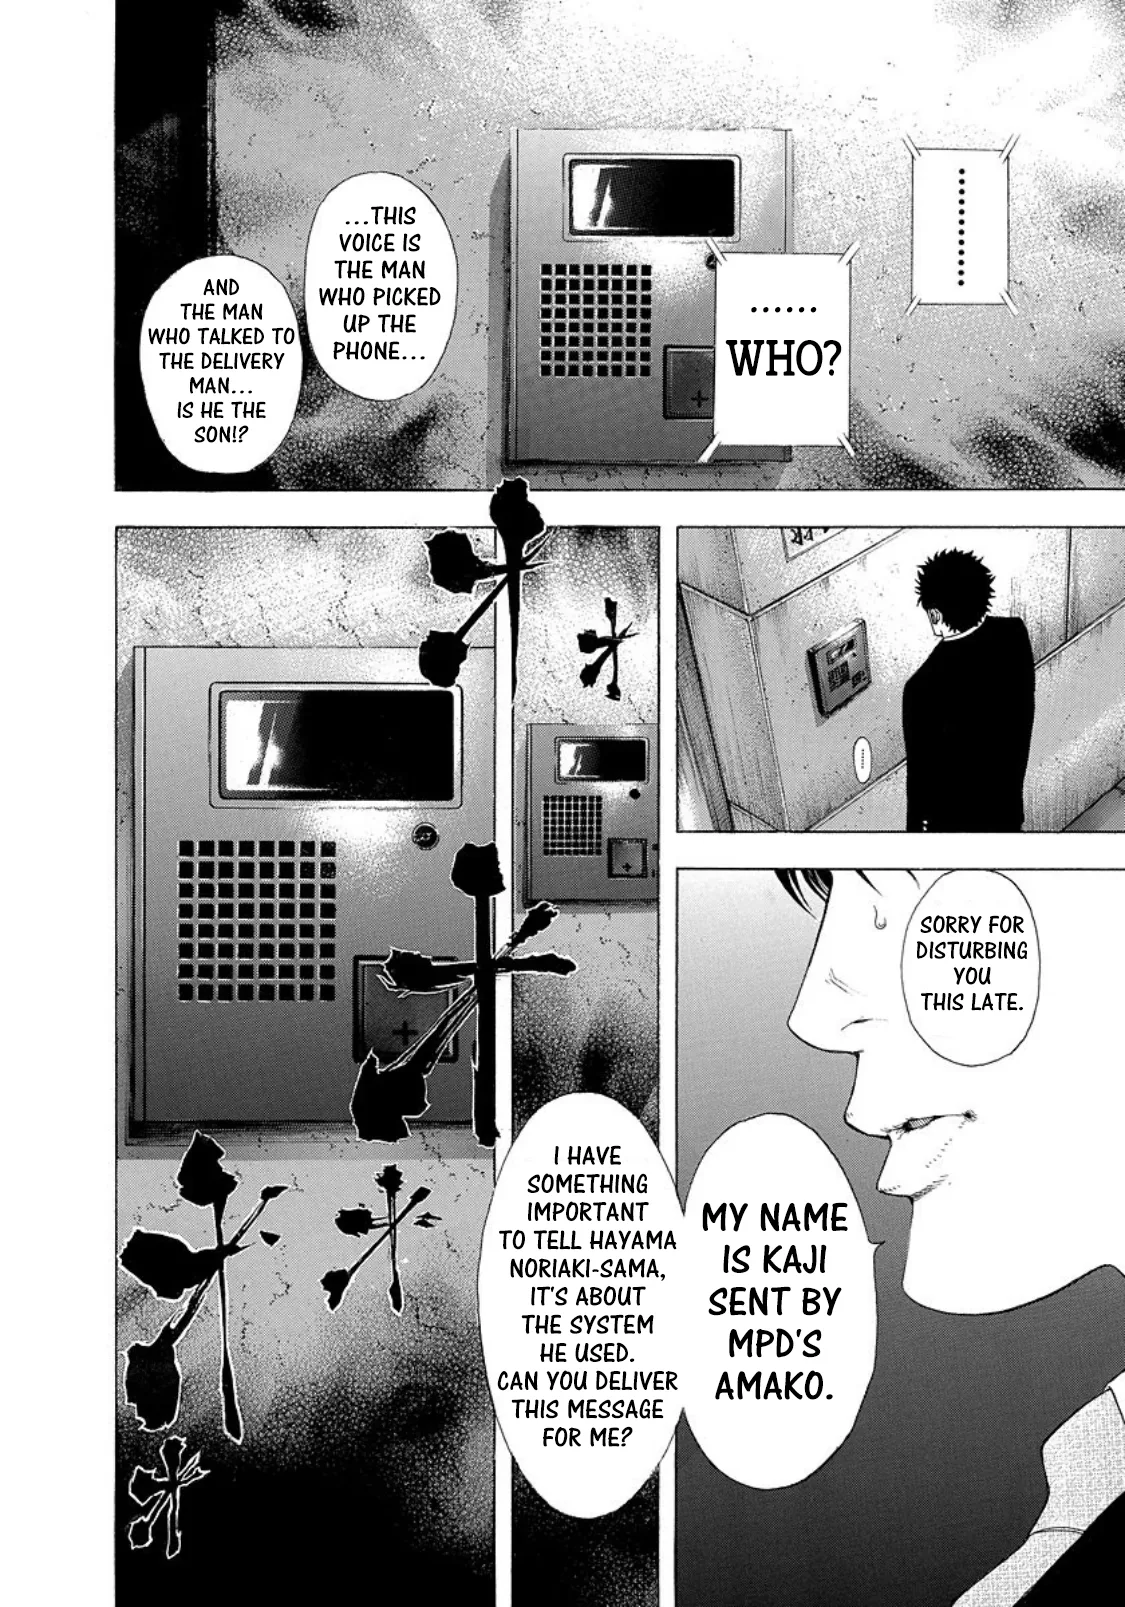 ............
......
WHO?
...THIS
VOICE IS
THE MAN
WHO PICKED
UP THE
PHONE...
AND
THE MAN
WHO TALKED TO
THE DELIVERY
MAN...
IS HE THE
SON!?
......
SORRY FOR
DISTURBING
YOU
THIS LATE.
MY NAME
IS KAJI
SENT BY
MPD'S
AMAKO.
I HAVE
SOMETHING
IMPORTANT
TO TELL HAYAMA
NORIAKI-SAMA,
IT'S ABOUT
THE SYSTEM
HE USED.
CAN YOU DELIVER
THIS MESSAGE
FOR ME?